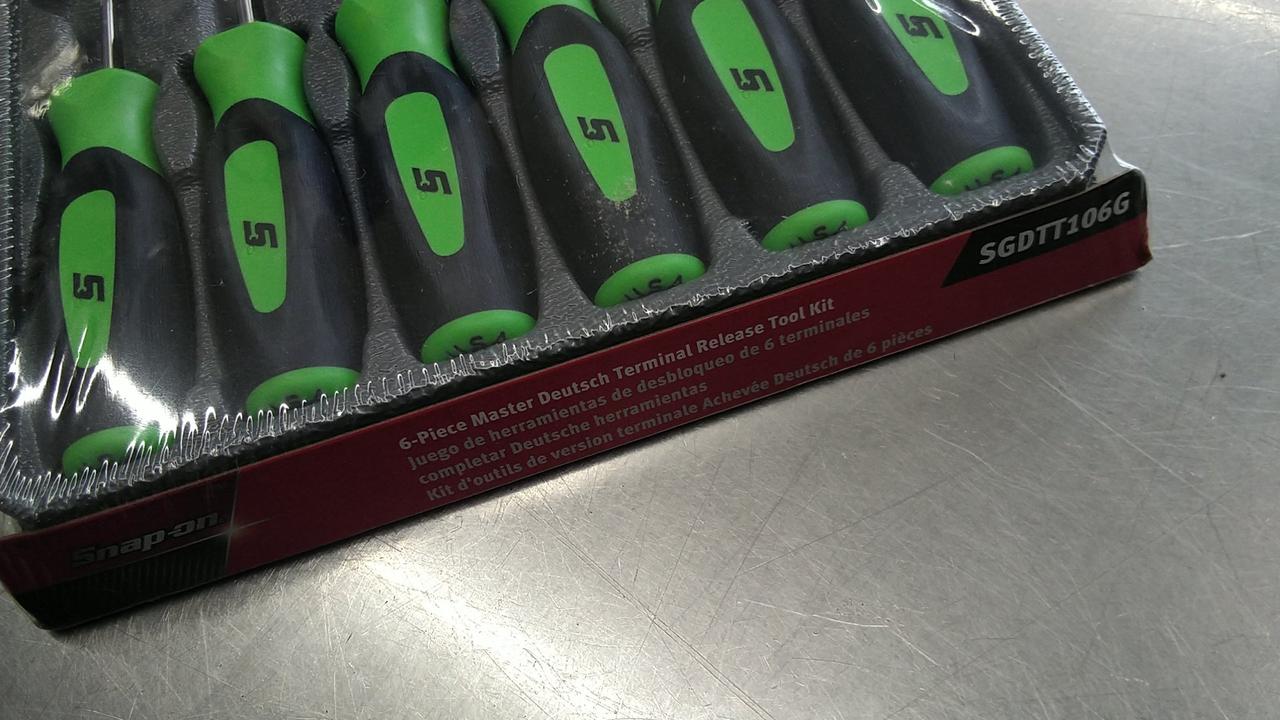 SGDTT106G
6-Piece Master Deutsch Terminal Release Tool Kit
Juego de herramientas de desbloqueo de 6 terminales
completar Deutsche herramientas
Kit d'outils de version terminale Achevée Deutsch de 6 pièces
Snap-on